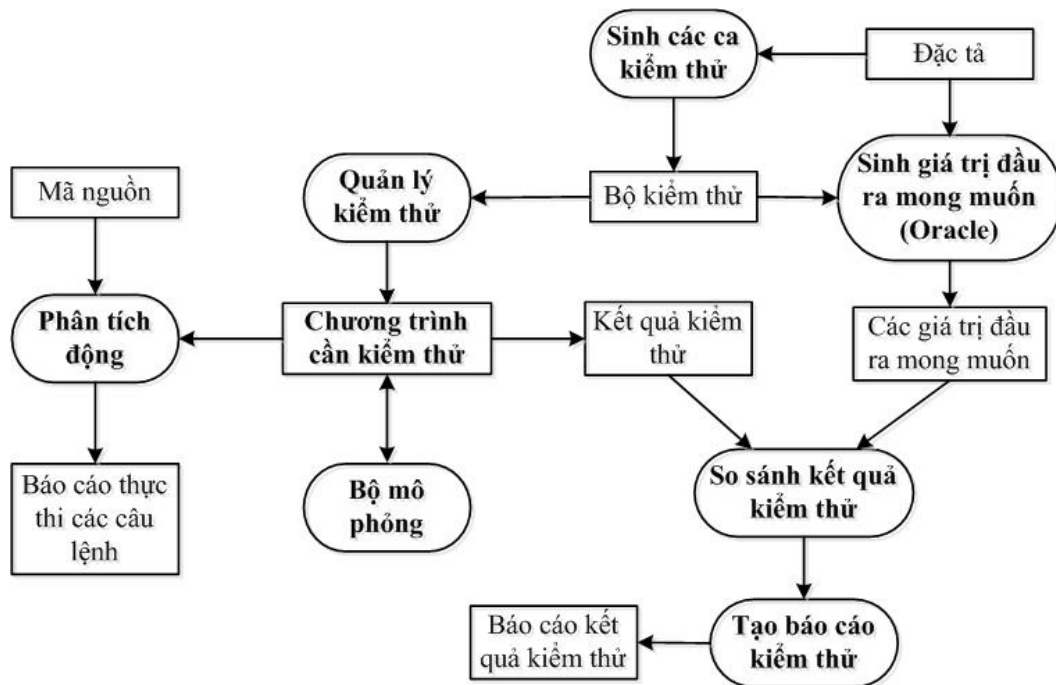 Sinh các ca
kiểm thử
Đặc tả
Mã nguồn
Quản lý
kiểm thử
Bộ kiểm thử
Sinh giá trị đầu
ra mong muốn
(Oracle)
Phân tích
động
Chương trình
cần kiểm thử
Kết quả kiểm
thử
Các giá trị đầu
ra mong muốn
Báo cáo thực
thi các câu
lệnh
Bộ mô
phỏng
So sánh kết quả
kiểm thử
Báo cáo kết
quả kiểm thử
Tạo báo cáo
kiểm thử